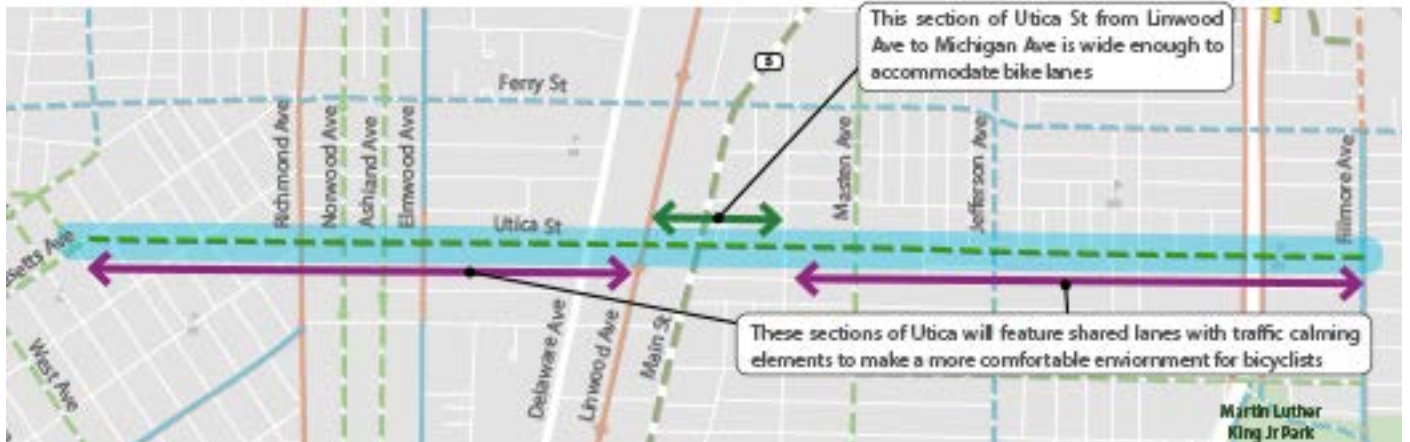 This section of Utica St from Linwood
Ave to Michigan Ave is wide enough to
accommodate bike lanes
5
Ferry St
Richmond Ave
Norwood Ave
Ashland Ave
Elmwood Ave
Masten Ave
Jefferson Ave
Fillmore Ave
Utica St
setts Ave
West Ave
Delaware Ave
Linwood Ave
Main St
These sections of Utica will feature shared lanes with traffic calming
elements to make a more comfortable enviornment for bicyclists
Martin Luther
King Jr Park